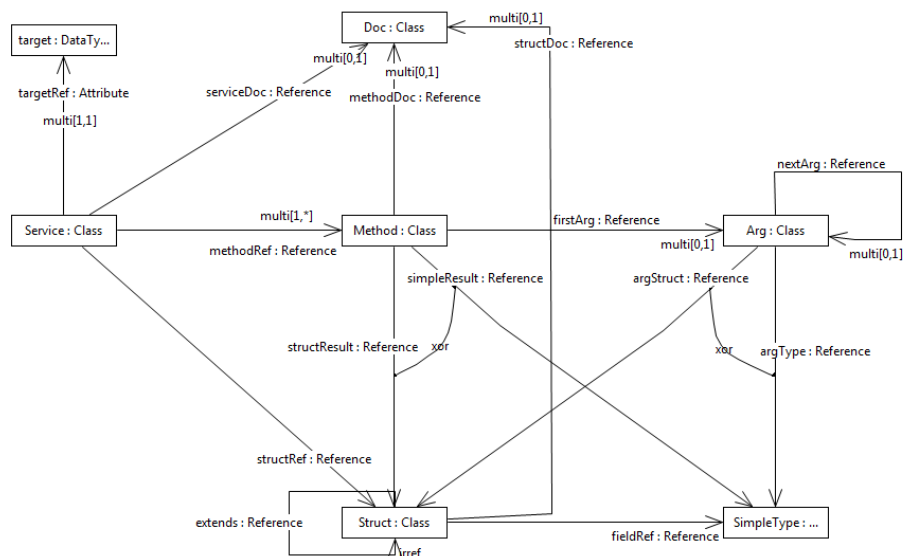 multi[0,1]
Doc : Class
target : DataTy...
structDoc : Reference
multi[0,1]
multi[0,1]
targetRef : Attribute
serviceDoc : Reference
methodDoc : Reference
multi[1,1]
nextArg : Reference
multi[1,*]
firstArg : Reference
Service : Class
Method : Class
Arg : Class
methodRef : Reference
multi[0,1]
multi[0,1]
simpleResult : Reference
argStruct : Reference
structResult : Reference
xor
xor
argType : Reference
structRef : Reference
extends : Reference
Struct : Class
SimpleType : ...
fieldRef : Reference
irref